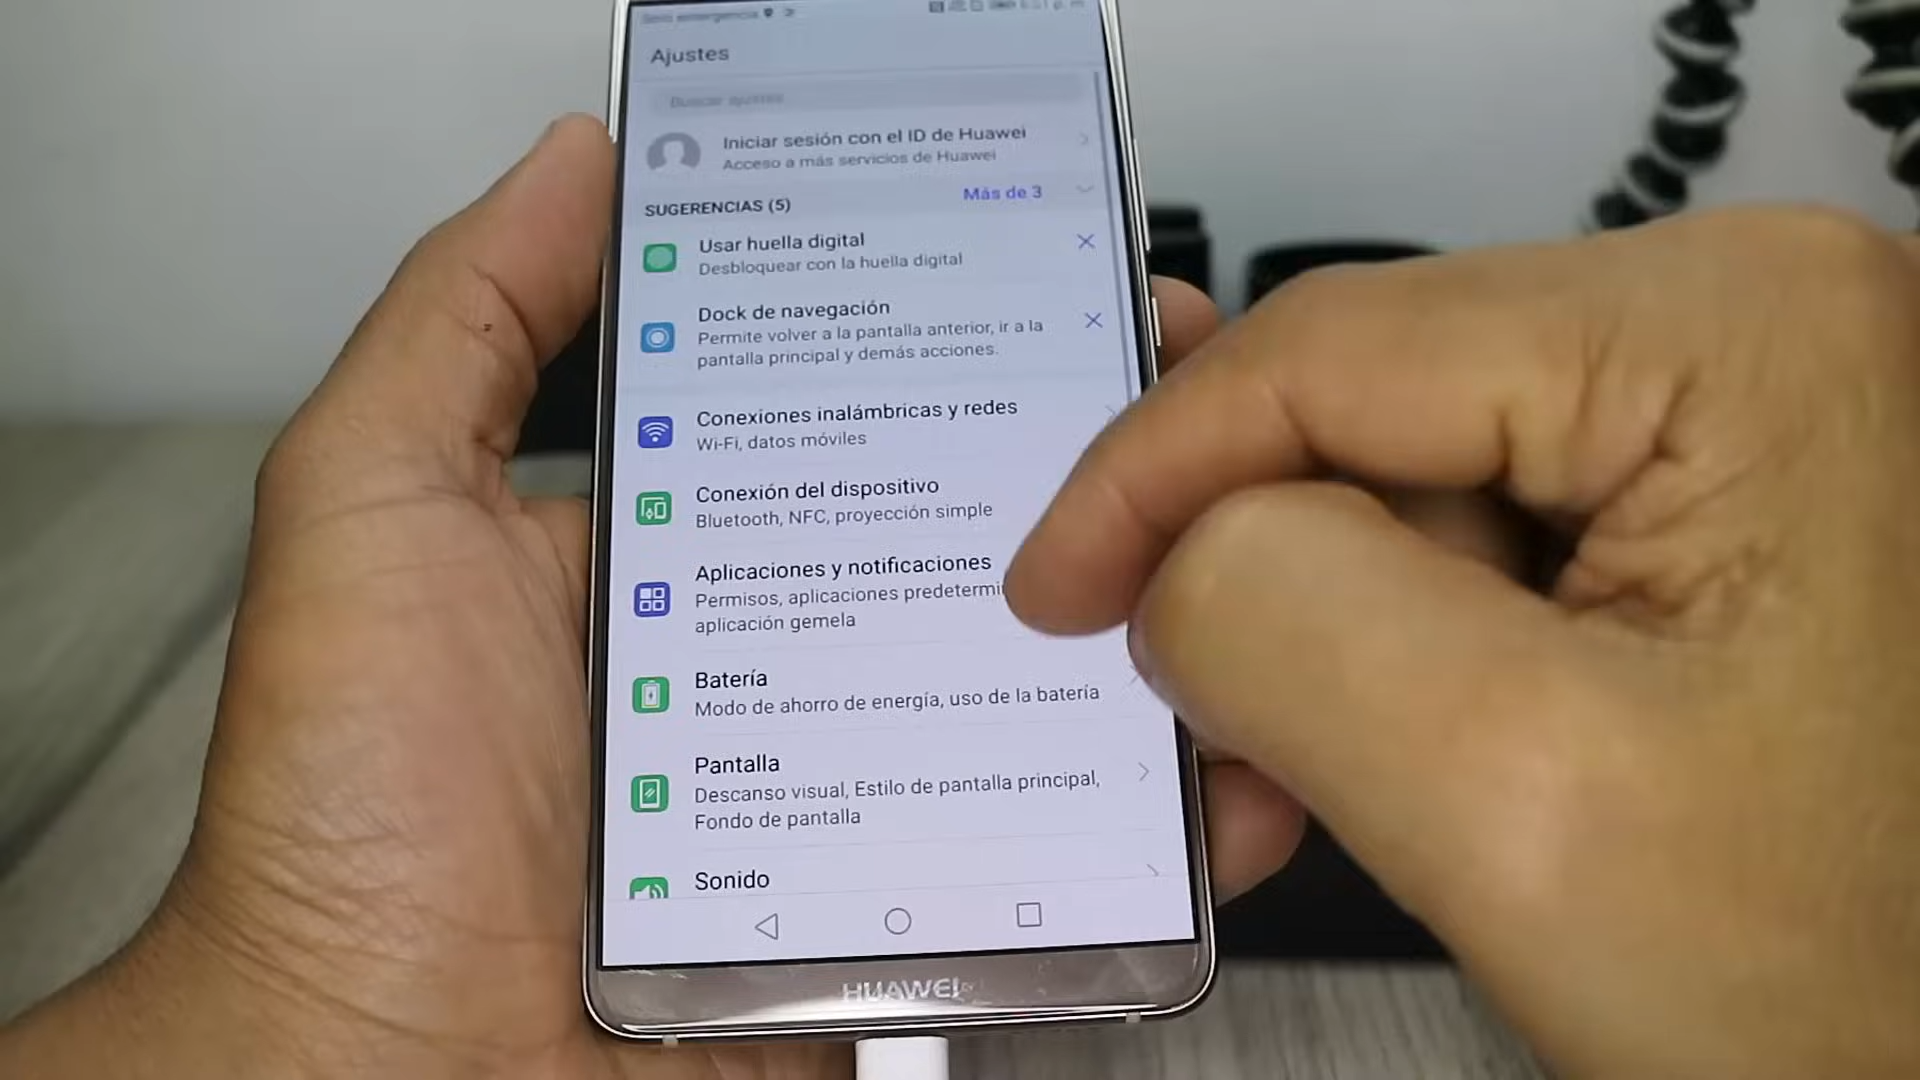 Solo emergencia
Ajustes
Buscar ajustes
Iniciar sesión con el ID de Huawei
Acceso a más servicios de Huawei
SUGERENCIAS (5)
Más de 3
Usar huella digital
Desbloquear con la huella digital
Dock de navegación
Permite volver a la pantalla anterior, ir a la
pantalla principal y demás acciones.
Conexiones inalámbricas y redes
Wi-Fi, datos móviles
Conexión del dispositivo
Bluetooth, NFC, proyección simple
Aplicaciones y notificaciones
Permisos, aplicaciones predetermi
aplicación gemela
Batería
Modo de ahorro de energía, uso de la batería
Pantalla
Descanso visual, Estilo de pantalla principal,
Fondo de pantalla
Sonido
HUAWEI